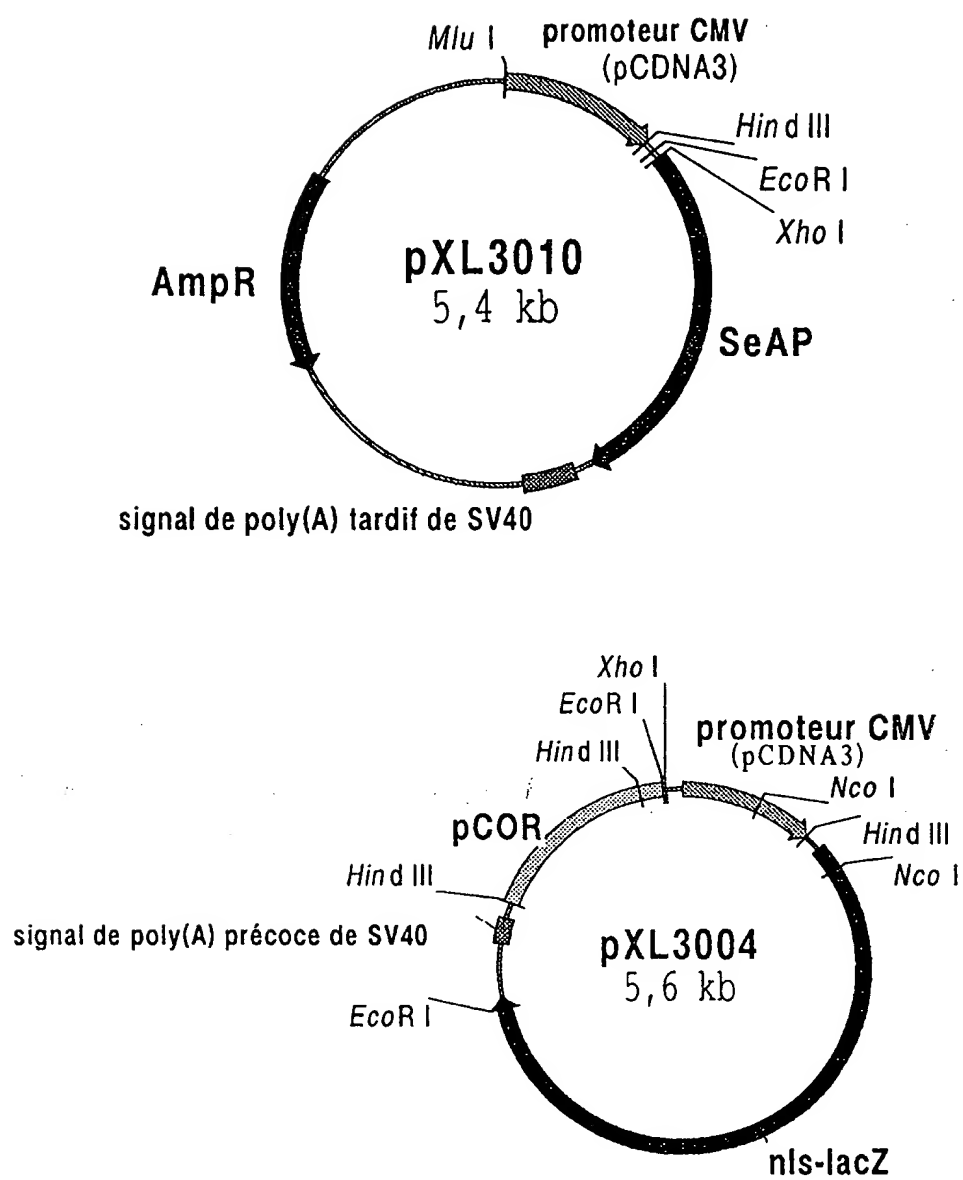 Mlu I
promoteur CMV
(pCDNA3)
Hind III
EcoR I
Xho I
pXL3010
5,4 kb
AmpR
SeAP
signal de poly(A) tardif de SV40
Xho I
EcoR I
promoteur CMV
(pCDNA3)
Hind III
Nco I
pCOR
Hind III
Hind III
Nco I
signal de poly(A) précoce de SV40
pXL3004
5,6 kb
EcoR I
nls-lacZ